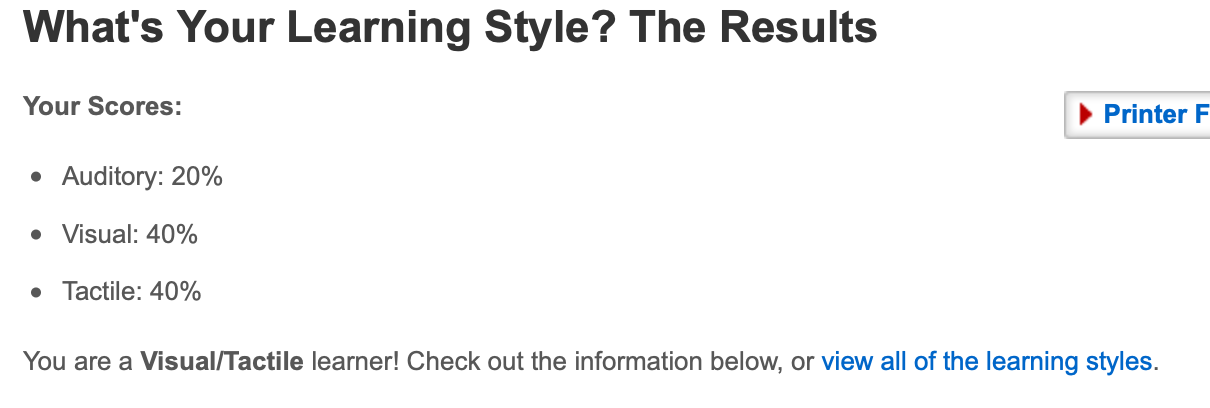 What's Your Learning Style? The Results
Your Scores:
Printer F
Auditory: 20%
Visual: 40%
Tactile: 40%
You are a Visual/Tactile learner! Check out the information below, or view all of the learning styles.